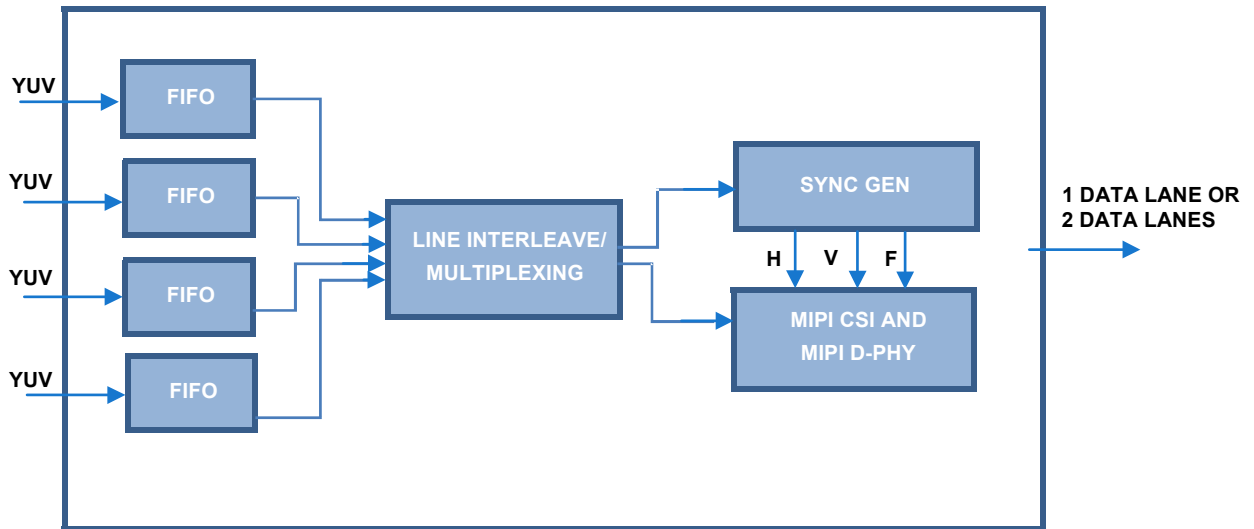 YUV
FIFO
YUV
FIFO
YUV
FIFO
YUV
FIFO
LINE INTERLEAVE/
MULTIPLEXING
SYNC GEN
H V F
MIPI CSI AND
MIPI D-PHY
1 DATA LANE OR
2 DATA LANES